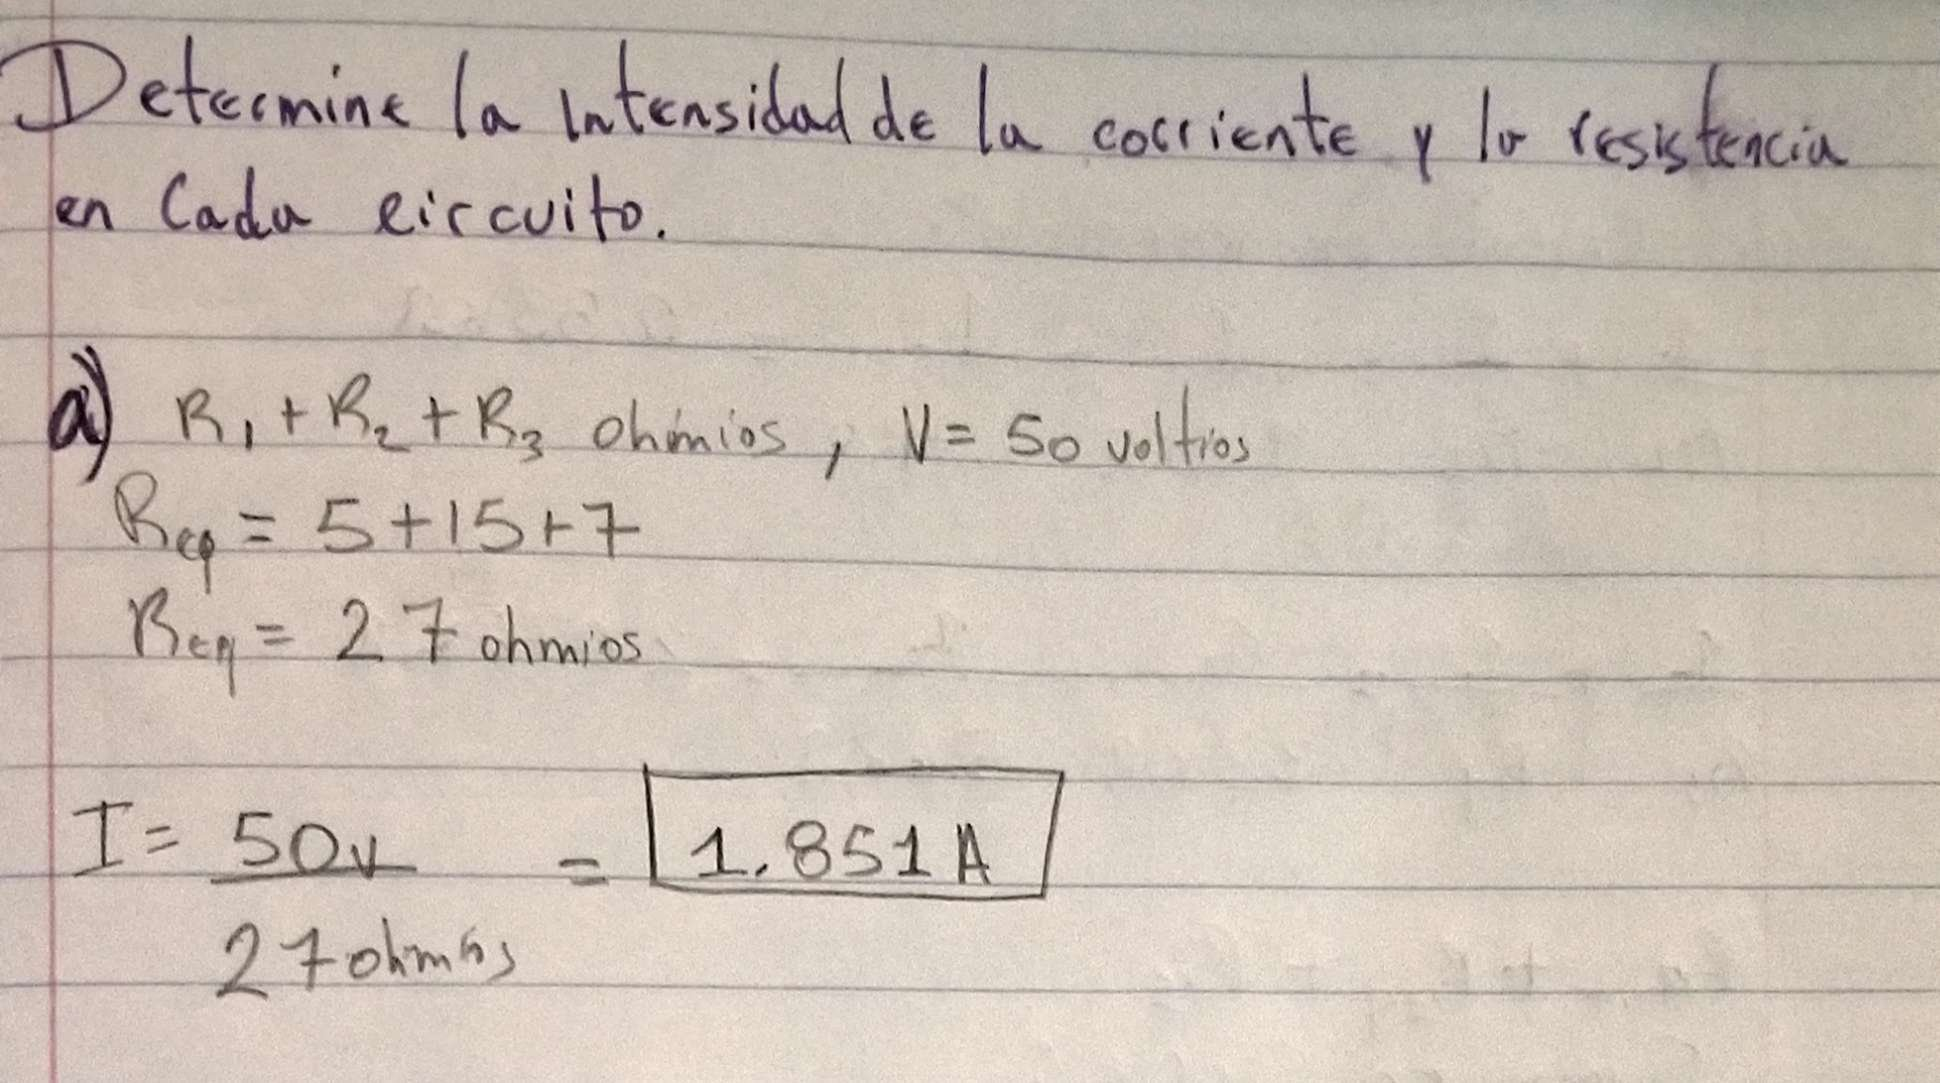 Determine la intensidad de la corriente y la resistencia
en Cada circuito.
a) R₁ + R₂ + R₃ ohmios, V = 50 voltios
Req = 5+15+7
Req = 27 ohmios
I = 50v = 1.851 A
27 ohmios